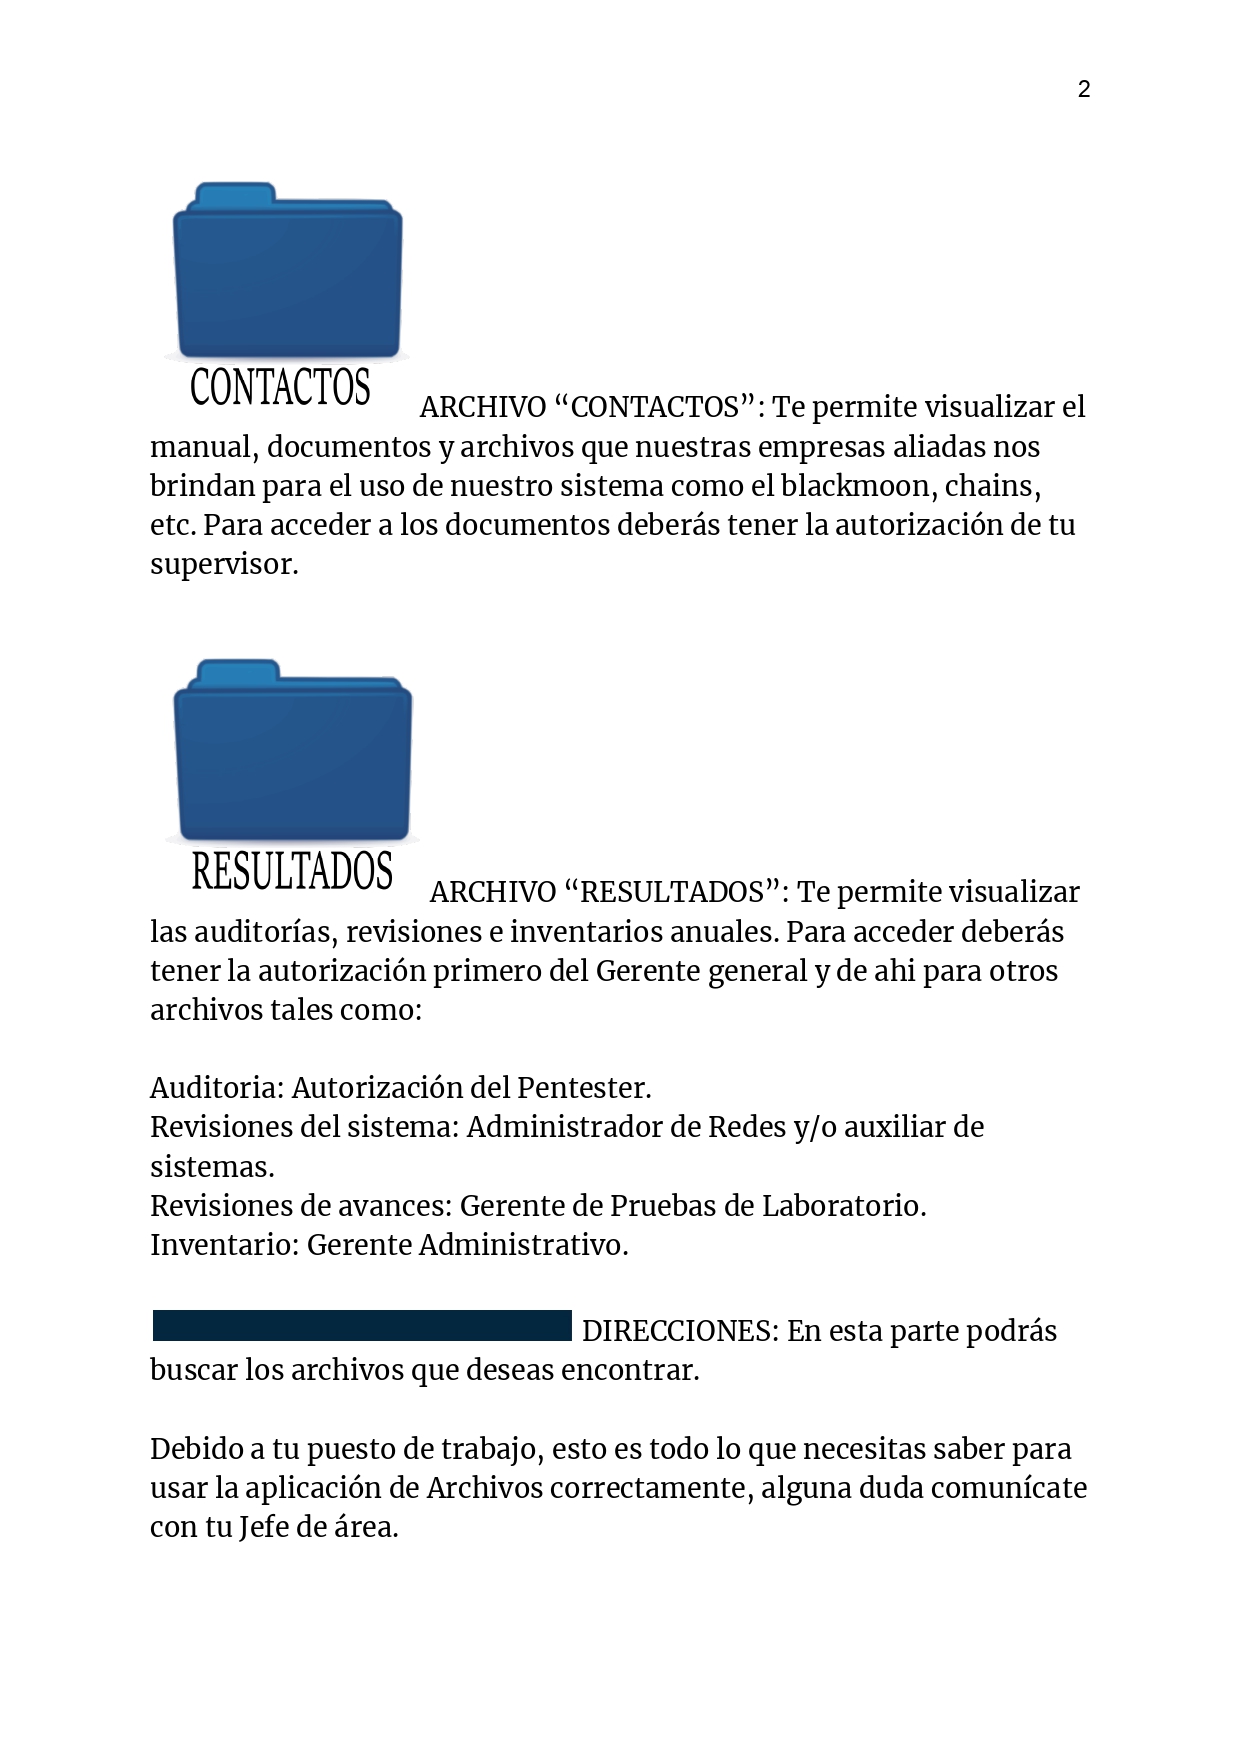 2
CONTACTOS
ARCHIVO “CONTACTOS”: Te permite visualizar el
manual, documentos y archivos que nuestras empresas aliadas nos
brindan para el uso de nuestro sistema como el blackmoon, chains,
etc. Para acceder a los documentos deberás tener la autorización de tu
supervisor.
RESULTADOS
ARCHIVO “RESULTADOS”: Te permite visualizar
las auditorías, revisiones e inventarios anuales. Para acceder deberás
tener la autorización primero del Gerente general y de ahi para otros
archivos tales como:
Auditoria: Autorización del Pentester.
Revisiones del sistema: Administrador de Redes y/o auxiliar de
sistemas.
Revisiones de avances: Gerente de Pruebas de Laboratorio.
Inventario: Gerente Administrativo.
DIRECCIONES: En esta parte podrás
buscar los archivos que deseas encontrar.
Debido a tu puesto de trabajo, esto es todo lo que necesitas saber para
usar la aplicación de Archivos correctamente, alguna duda comunícate
con tu Jefe de área.